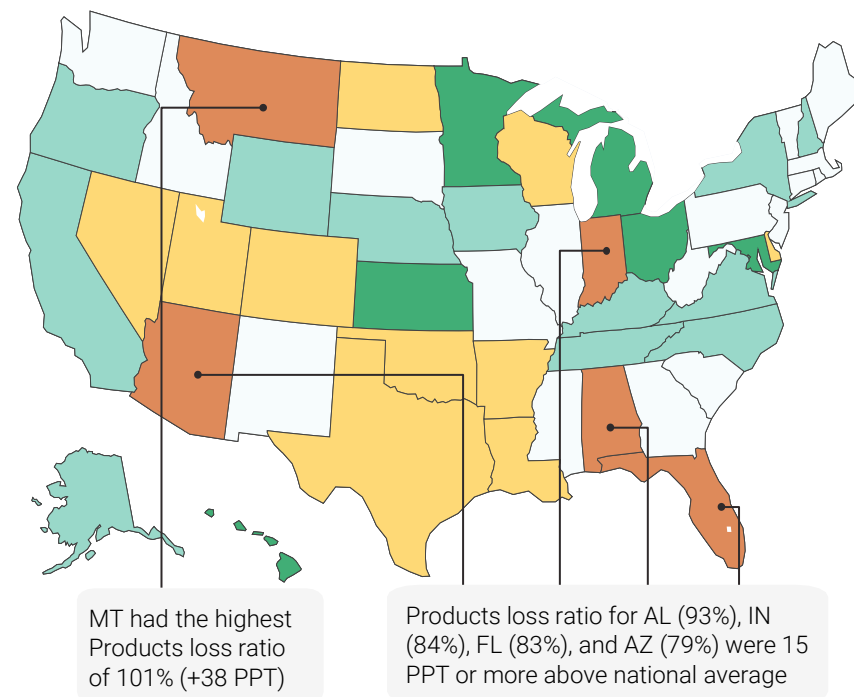 MT had the highest
Products loss ratio
of 101% (+38 PPT)
Products loss ratio for AL (93%), IN
(84%), FL (83%), and AZ (79%) were 15
PPT or more above national average